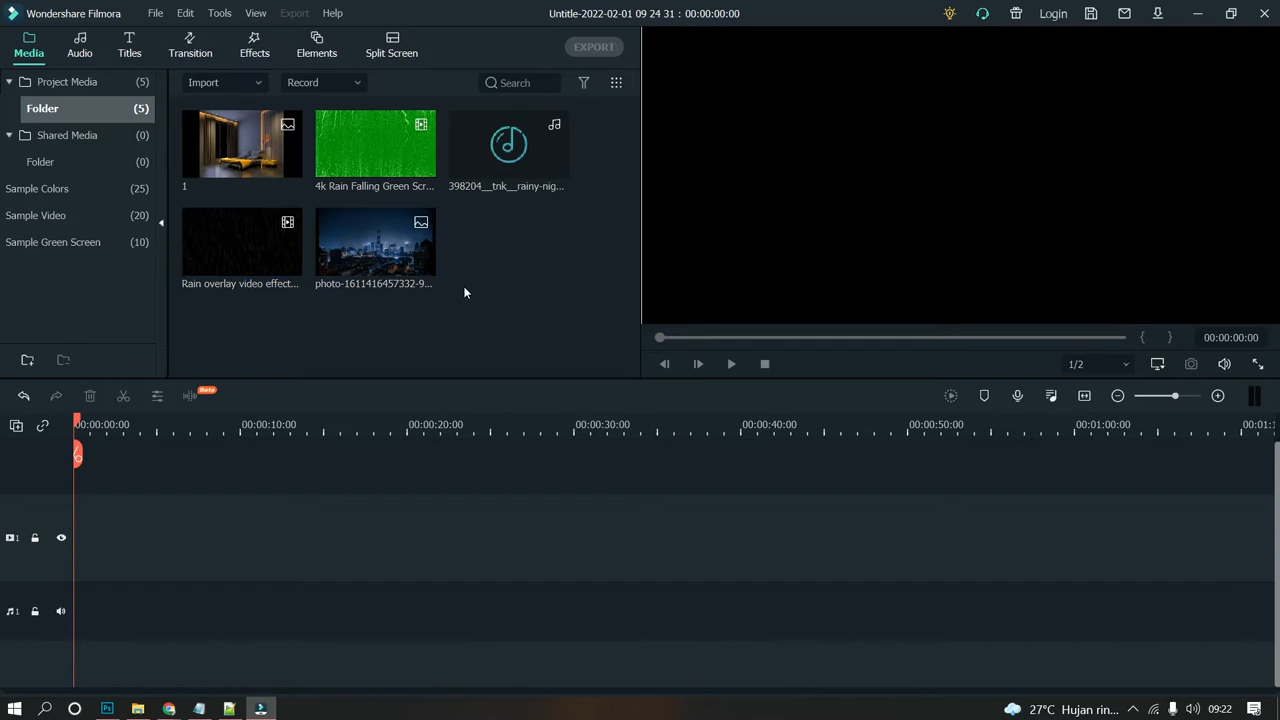 Wondershare Filmora File Edit Tools View Export Help Untitle-2022-02-01 09 24 31 : 00:00:00:00 Login
Media Audio Titles Transition Effects Elements Split Screen EXPORT
Project Media (5)
Folder (5)
Shared Media (0)
Folder (0)
Sample Colors (25)
Sample Video (20)
Sample Green Screen (10)
Import Record Search
1 4k Rain Falling Green Scr... 398204__tnk__rainy-nig...
Rain overlay video effect... photo-1611416457332-9...
00:00:00:00
1/2
Beta
00:00:00:00 00:00:10:00 00:00:20:00 00:00:30:00 00:00:40:00 00:00:50:00 00:01:00:00 00:01:1
1
1
Ps 27°C Hujan rin... 09:22